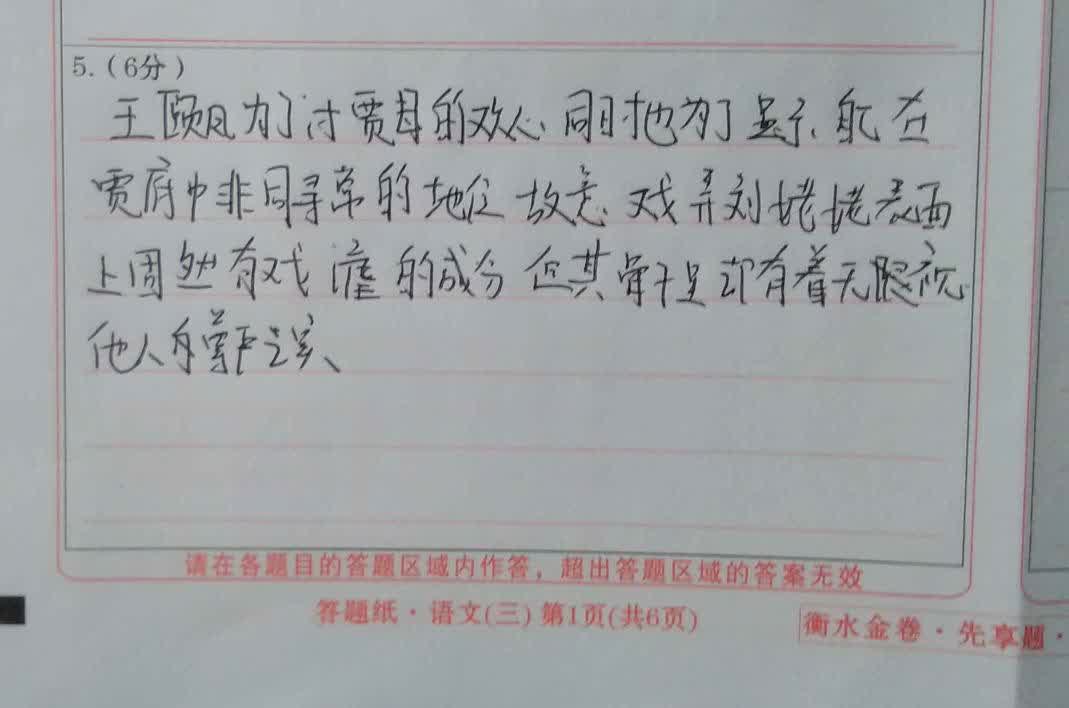 5.（6分）
王熙凤为了讨贾母的欢心、同时也为了显示、自己在
贾府中非同寻常的地位 故意、戏弄刘姥姥表面
上固然有戏谑的成分 但其骨子里却有着无限视
他人的尊严之实、
请在各题目的答题区域内作答，超出答题区域的答案无效
答题纸·语文(三) 第1页(共6页)
衡水金卷·先享题·